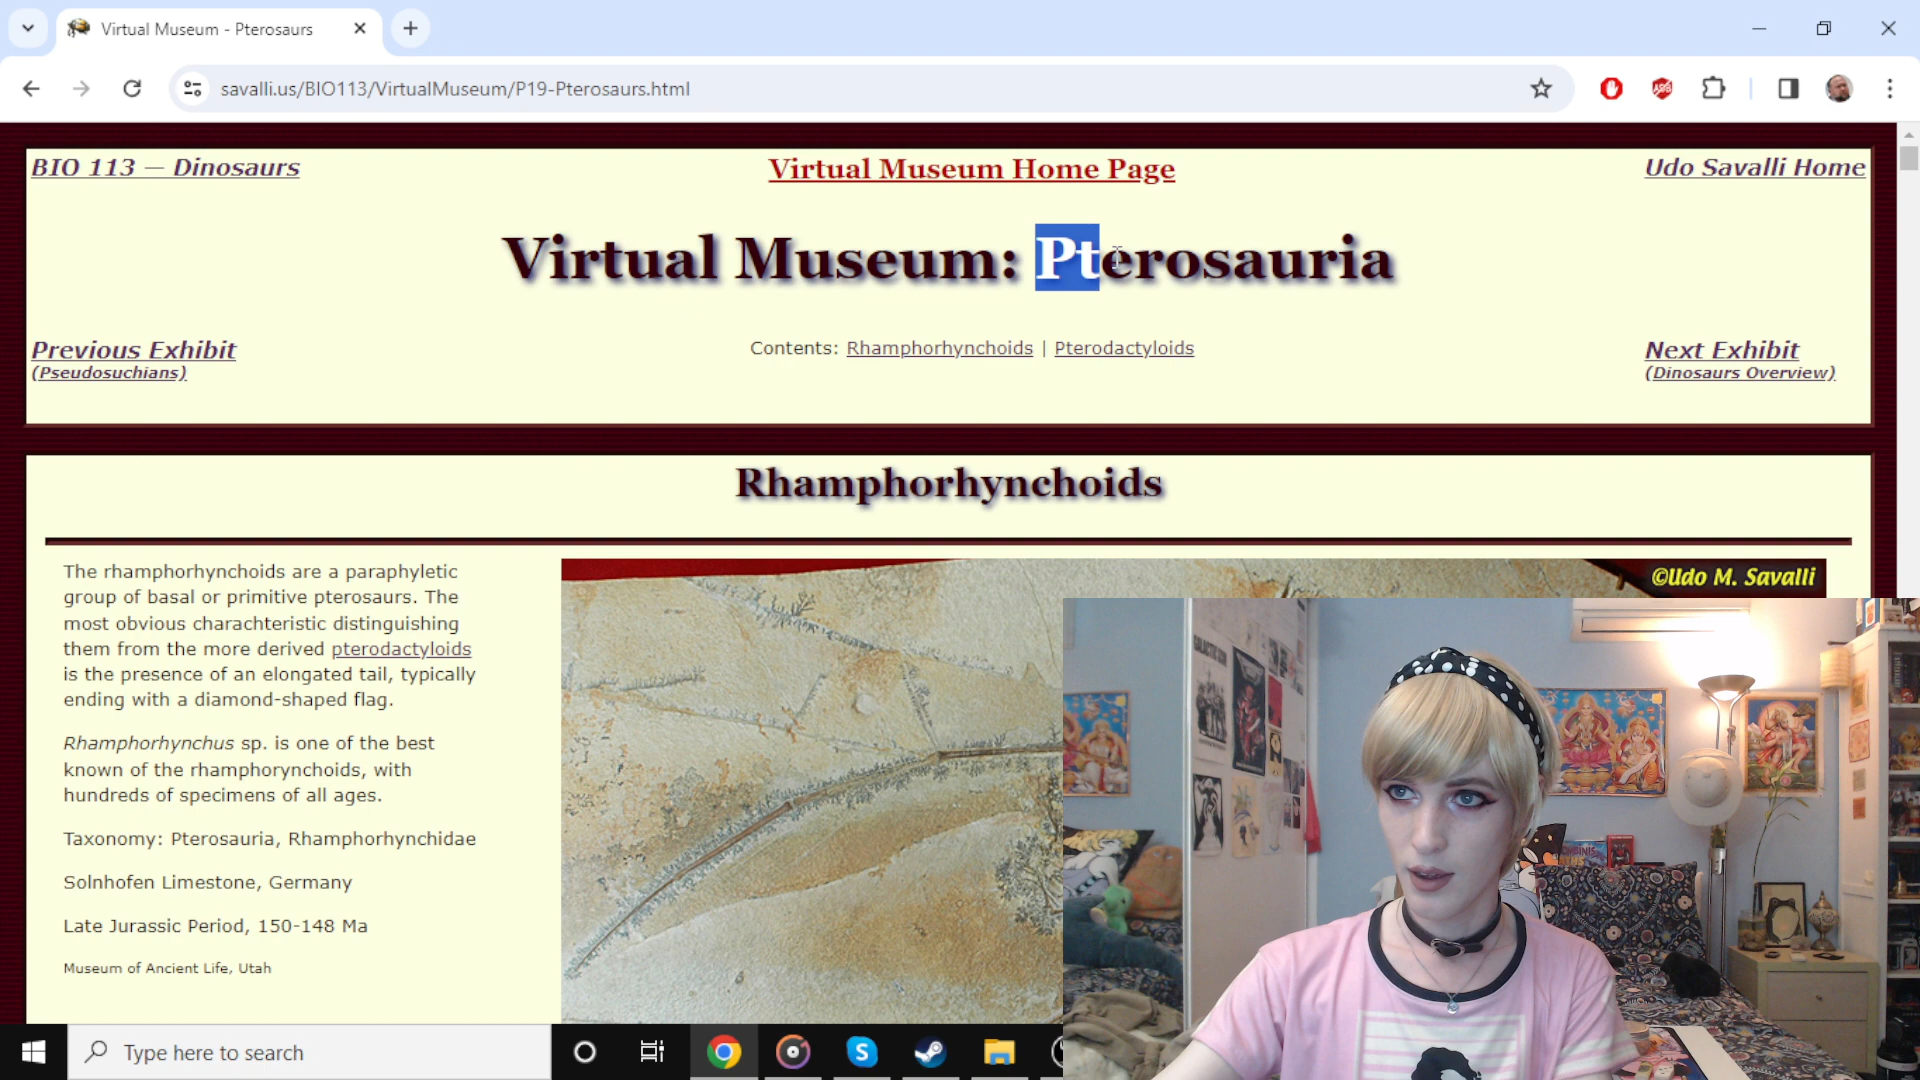 Virtual Museum - Pterosaurs
savalli.us/BIO113/VirtualMuseum/P19-Pterosaurs.html
BIO 113 — Dinosaurs
Virtual Museum Home Page
Udo Savalli Home
Virtual Museum: Pterosauria
Previous Exhibit
(Pseudosuchians)
Contents: Rhamphorhynchoids | Pterodactyloids
Next Exhibit
(Dinosaurs Overview)
Rhamphorhynchoids
The rhamphorhynchoids are a paraphyletic
group of basal or primitive pterosaurs. The
most obvious charachteristic distinguishing
them from the more derived pterodactyloids
is the presence of an elongated tail, typically
ending with a diamond-shaped flag.
Rhamphorhynchus sp. is one of the best
known of the rhamphorynchoids, with
hundreds of specimens of all ages.
Taxonomy: Pterosauria, Rhamphorhynchidae
Solnhofen Limestone, Germany
Late Jurassic Period, 150-148 Ma
Museum of Ancient Life, Utah
©Udo M. Savalli
Type here to search